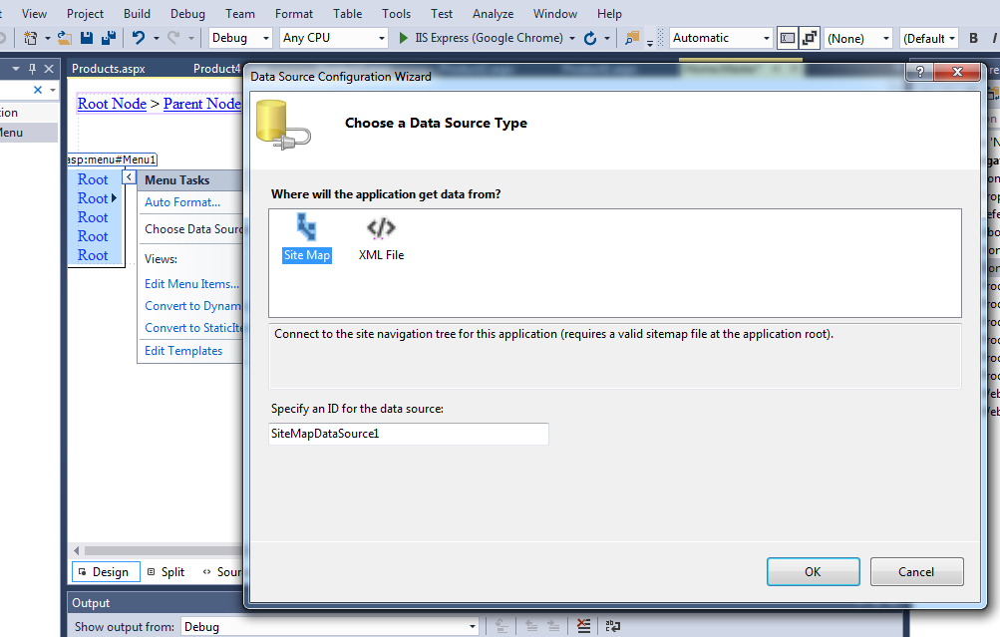 View Project Build Debug Team Format Table Tools Test Analyze Window Help
Debug Any CPU IIS Express (Google Chrome) Automatic (None) (Default B I
Products.aspx Product4
Data Source Configuration Wizard
Root Node > Parent Node
Choose a Data Source Type
asp:menu#Menu1
Root
Root
Root
Root
Root
Menu Tasks
Auto Format...
Choose Data Sourc
Views:
Edit Menu Items...
Convert to Dynam
Convert to StaticIte
Edit Templates
Where will the application get data from?
Site Map XML File
Connect to the site navigation tree for this application (requires a valid sitemap file at the application root).
Specify an ID for the data source:
SiteMapDataSource1
OK Cancel
Design Split Sour
Output
Show output from: Debug